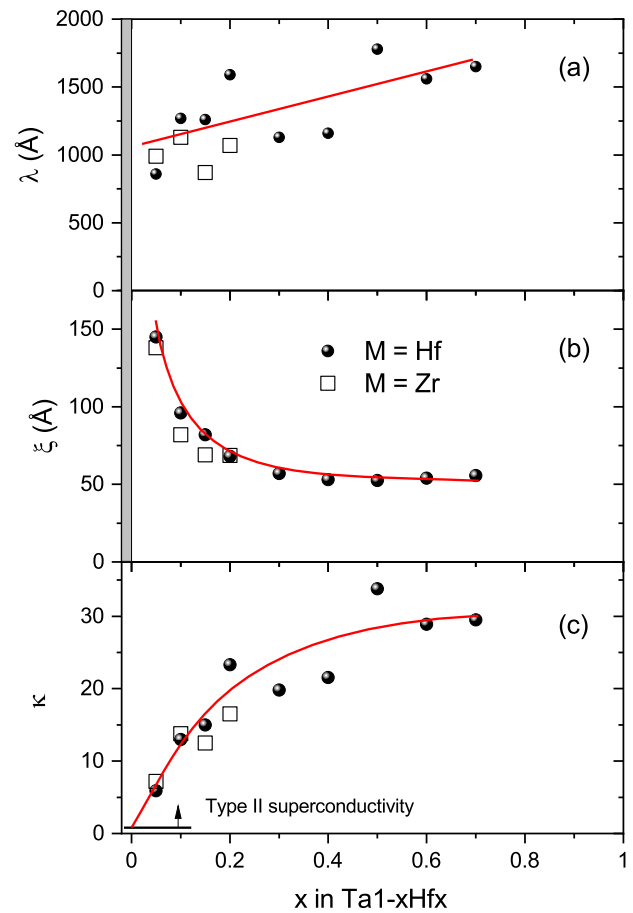 2000
1500
1000
500
0
λ (Å)
(a)
150
100
50
0
ξ (Å)
M = Hf
M = Zr
(b)
30
20
10
0
κ
(c)
Type II superconductivity
0 0.2 0.4 0.6 0.8 1
x in Ta1-xHfx